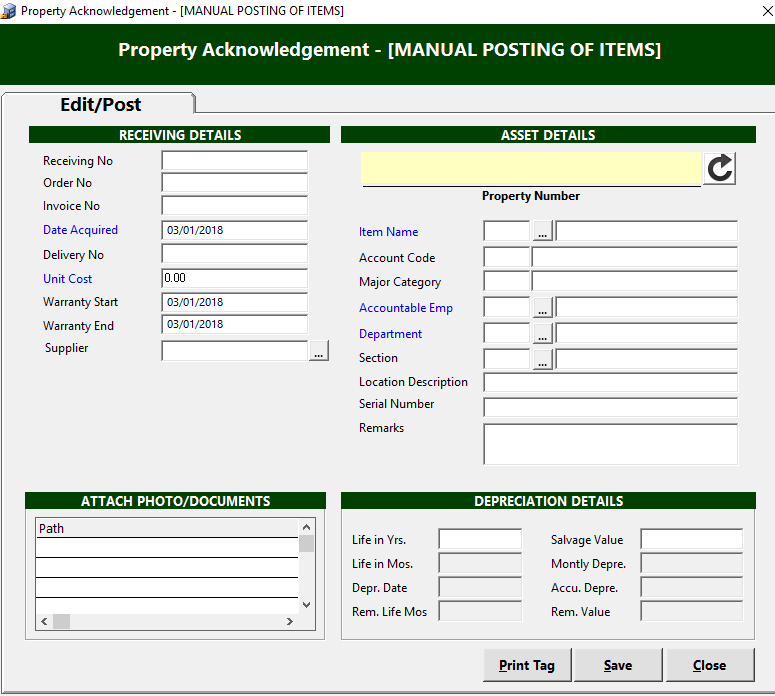 Property Acknowledgement - [MANUAL POSTING OF ITEMS]
Property Acknowledgement - [MANUAL POSTING OF ITEMS]
Edit/Post
RECEIVING DETAILS
Receiving No
Order No
Invoice No
Date Acquired 03/01/2018
Delivery No
Unit Cost 0.00
Warranty Start 03/01/2018
Warranty End 03/01/2018
Supplier ...
ASSET DETAILS
Property Number
Item Name ...
Account Code
Major Category
Accountable Emp ...
Department ...
Section ...
Location Description
Serial Number
Remarks
ATTACH PHOTO/DOCUMENTS
Path
DEPRECIATION DETAILS
Life in Yrs. Salvage Value
Life in Mos. Montly Depre.
Depr. Date Accu. Depre.
Rem. Life Mos Rem. Value
Print Tag Save Close